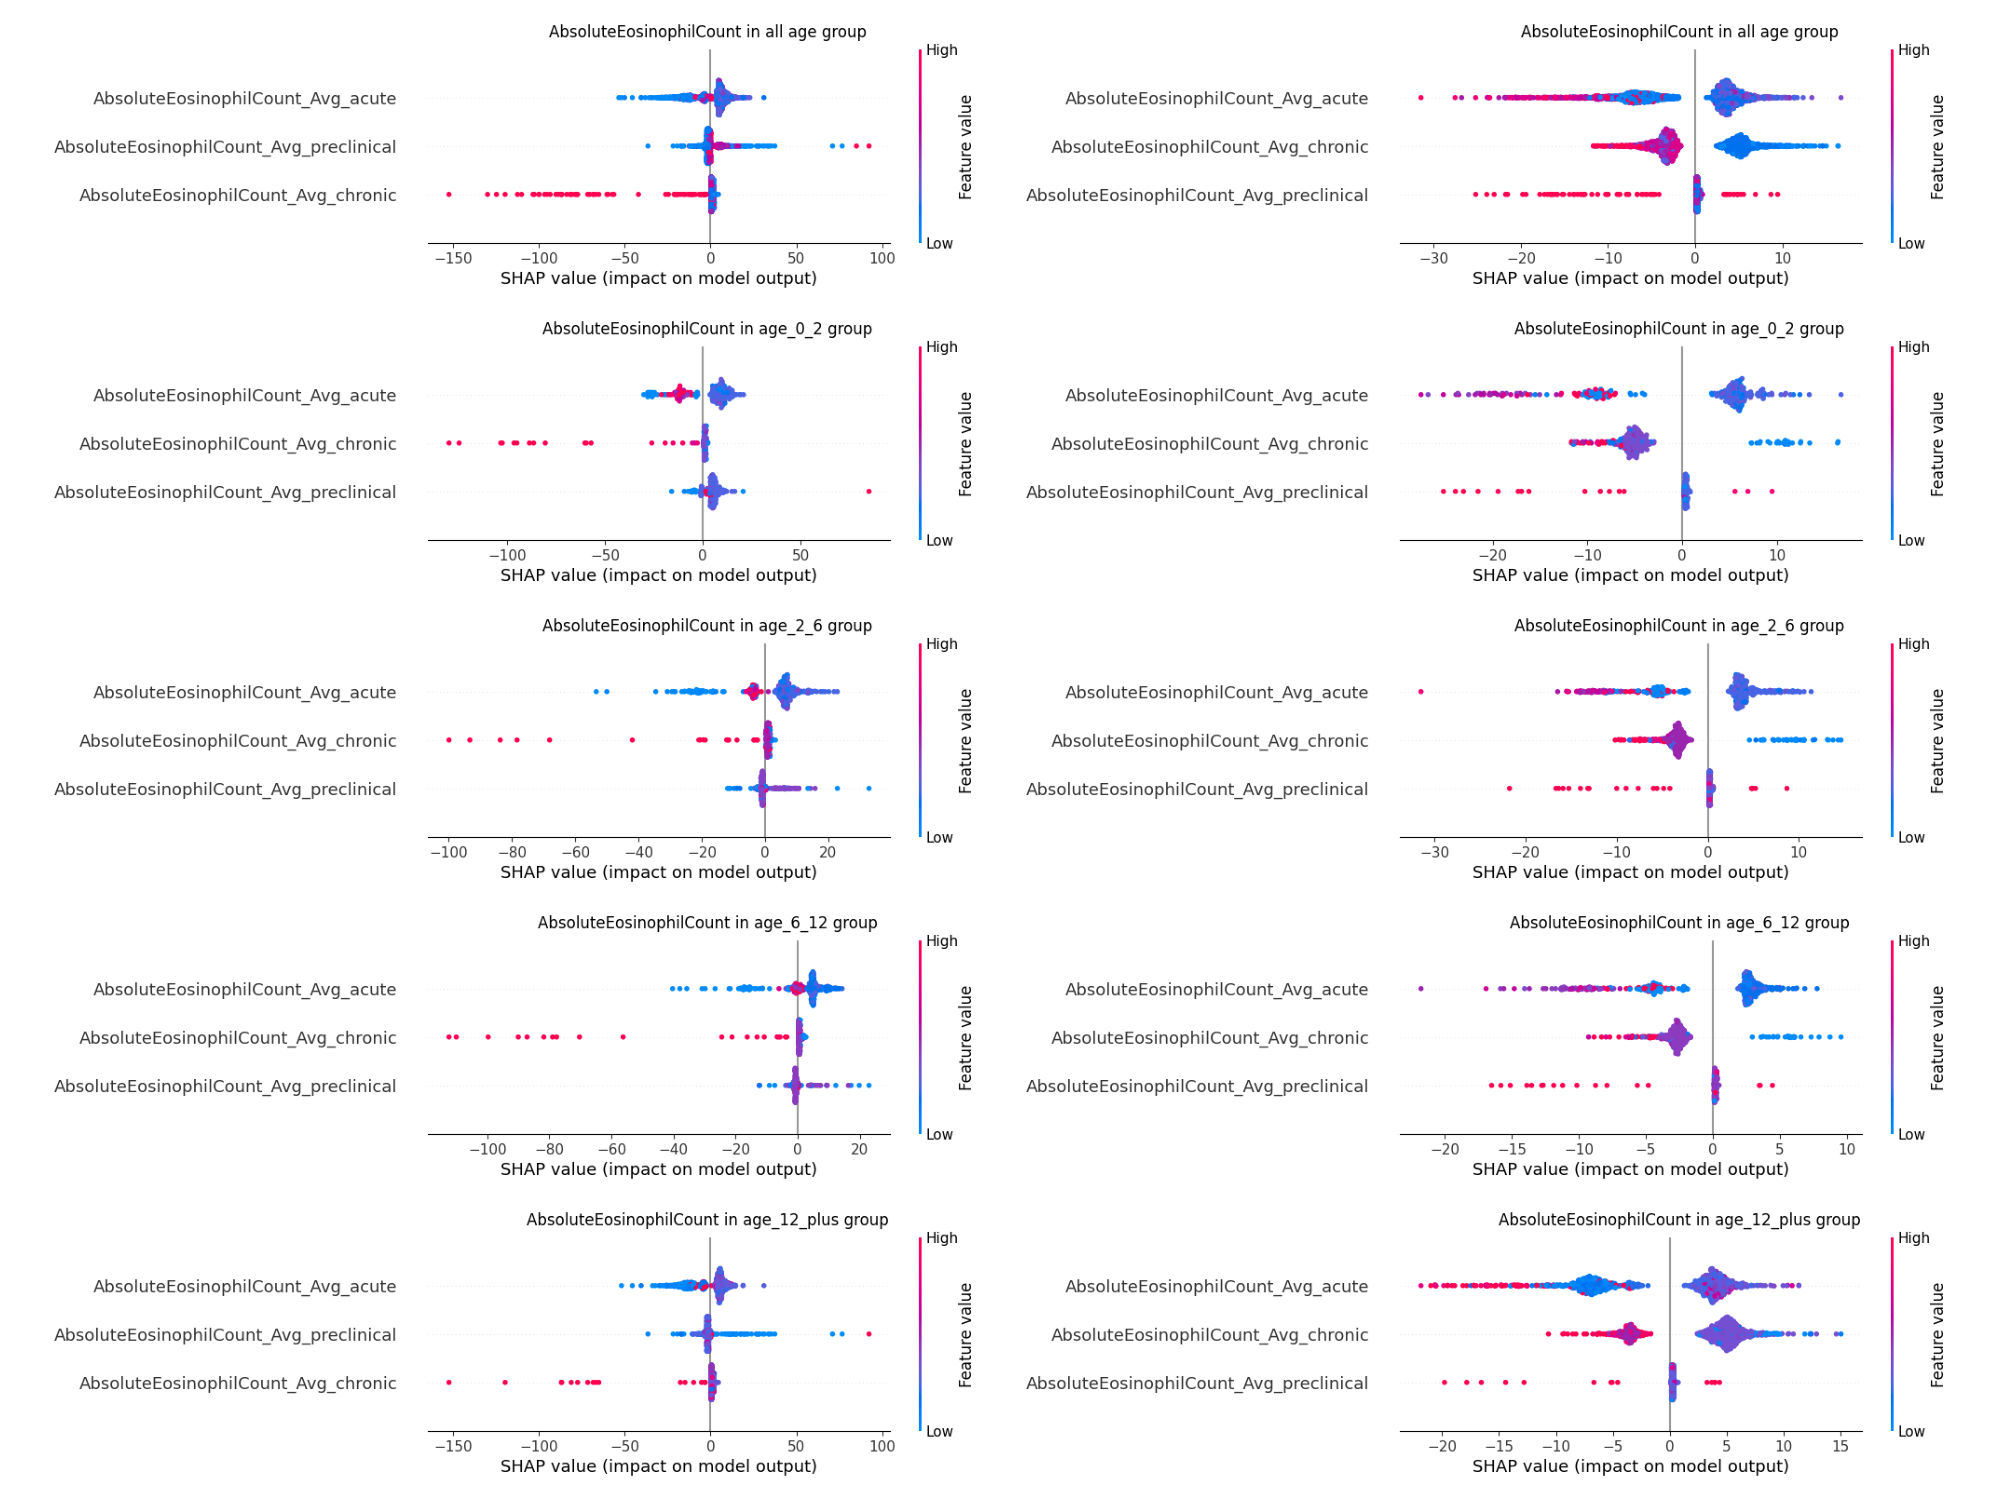 AbsoluteEosinophilCount in all age group
High
AbsoluteEosinophilCount_Avg_acute
AbsoluteEosinophilCount_Avg_preclinical
AbsoluteEosinophilCount_Avg_chronic
Feature value
Low
−150 −100 −50 0 50 100
SHAP value (impact on model output)
AbsoluteEosinophilCount in all age group
High
AbsoluteEosinophilCount_Avg_acute
AbsoluteEosinophilCount_Avg_chronic
AbsoluteEosinophilCount_Avg_preclinical
Feature value
Low
−30 −20 −10 0 10
SHAP value (impact on model output)
AbsoluteEosinophilCount in age_0_2 group
High
AbsoluteEosinophilCount_Avg_acute
AbsoluteEosinophilCount_Avg_chronic
AbsoluteEosinophilCount_Avg_preclinical
Feature value
Low
−100 −50 0 50
SHAP value (impact on model output)
AbsoluteEosinophilCount in age_0_2 group
High
AbsoluteEosinophilCount_Avg_acute
AbsoluteEosinophilCount_Avg_chronic
AbsoluteEosinophilCount_Avg_preclinical
Feature value
Low
−20 −10 0 10
SHAP value (impact on model output)
AbsoluteEosinophilCount in age_2_6 group
High
AbsoluteEosinophilCount_Avg_acute
AbsoluteEosinophilCount_Avg_chronic
AbsoluteEosinophilCount_Avg_preclinical
Feature value
Low
−100 −80 −60 −40 −20 0 20
SHAP value (impact on model output)
AbsoluteEosinophilCount in age_2_6 group
High
AbsoluteEosinophilCount_Avg_acute
AbsoluteEosinophilCount_Avg_chronic
AbsoluteEosinophilCount_Avg_preclinical
Feature value
Low
−30 −20 −10 0 10
SHAP value (impact on model output)
AbsoluteEosinophilCount in age_6_12 group
High
AbsoluteEosinophilCount_Avg_acute
AbsoluteEosinophilCount_Avg_chronic
AbsoluteEosinophilCount_Avg_preclinical
Feature value
Low
−100 −80 −60 −40 −20 0 20
SHAP value (impact on model output)
AbsoluteEosinophilCount in age_6_12 group
High
AbsoluteEosinophilCount_Avg_acute
AbsoluteEosinophilCount_Avg_chronic
AbsoluteEosinophilCount_Avg_preclinical
Feature value
Low
−20 −15 −10 −5 0 5 10
SHAP value (impact on model output)
AbsoluteEosinophilCount in age_12_plus group
High
AbsoluteEosinophilCount_Avg_acute
AbsoluteEosinophilCount_Avg_preclinical
AbsoluteEosinophilCount_Avg_chronic
Feature value
Low
−150 −100 −50 0 50 100
SHAP value (impact on model output)
AbsoluteEosinophilCount in age_12_plus group
High
AbsoluteEosinophilCount_Avg_acute
AbsoluteEosinophilCount_Avg_chronic
AbsoluteEosinophilCount_Avg_preclinical
Feature value
Low
−20 −15 −10 −5 0 5 10 15
SHAP value (impact on model output)